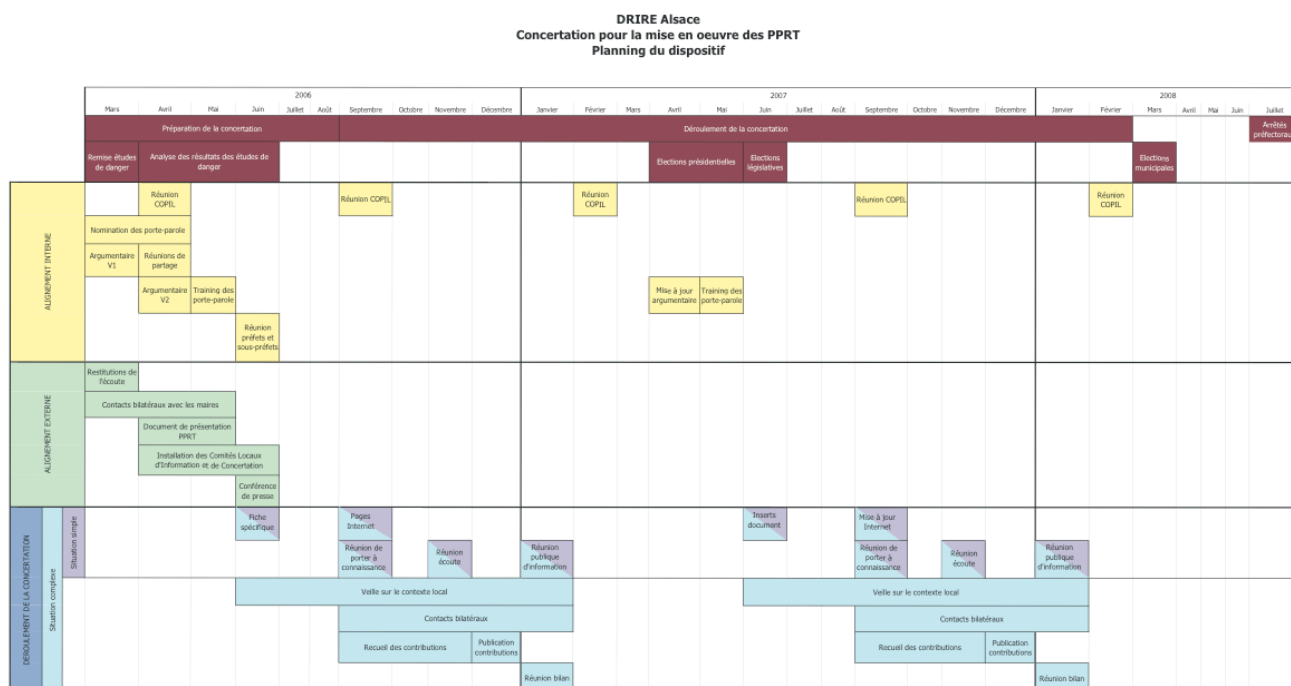 DRIRE Alsace
Concertation pour la mise en oeuvre des PPRT
Planning du dispositif
2006 2007 2008
Mars Avril Mai Juin Juillet Août Septembre Octobre Novembre Décembre Janvier Février Mars Avril Mai Juin Juillet Août Septembre Octobre Novembre Décembre Janvier Février Mars Avril Mai Juin Juillet
Préparation de la concertation
Déroulement de la concertation
Arrêtés
préfectoraux
Remise études
de danger
Analyse des résultats des études de
danger
Elections présidentielles
Elections
législatives
Elections
municipales
ALIGNEMENT INTERNE
Réunion
COPIL
Réunion COPIL
Réunion
COPIL
Réunion COPIL
Réunion
COPIL
Nomination des porte-parole
Argumentaire
V1
Réunions de
partage
Argumentaire
V2
Training des
porte-parole
Mise à jour
argumentaire
Training des
porte-parole
Réunion
préfets et
sous-préfets
ALIGNEMENT EXTERNE
Restitutions de
l'écoute
Contacts bilatéraux avec les maires
Document de présentation
PPRT
Installation des Comités Locaux
d'Information et de Concertation
Conférence
de presse
DEROULEMENT DE LA CONCERTATION
Situation complexe
Situation simple
Fiche
spécifique
Pages
Internet
Inserts
document
Mise à jour
Internet
Réunion de
porter à
connaissance
Réunion
écoute
Réunion
publique
d'information
Réunion de
porter à
connaissance
Réunion
écoute
Réunion
publique
d'information
Veille sur le contexte local
Veille sur le contexte local
Contacts bilatéraux
Contacts bilatéraux
Recueil des contributions
Publication
contributions
Recueil des contributions
Publication
contributions
Réunion bilan
Réunion bilan